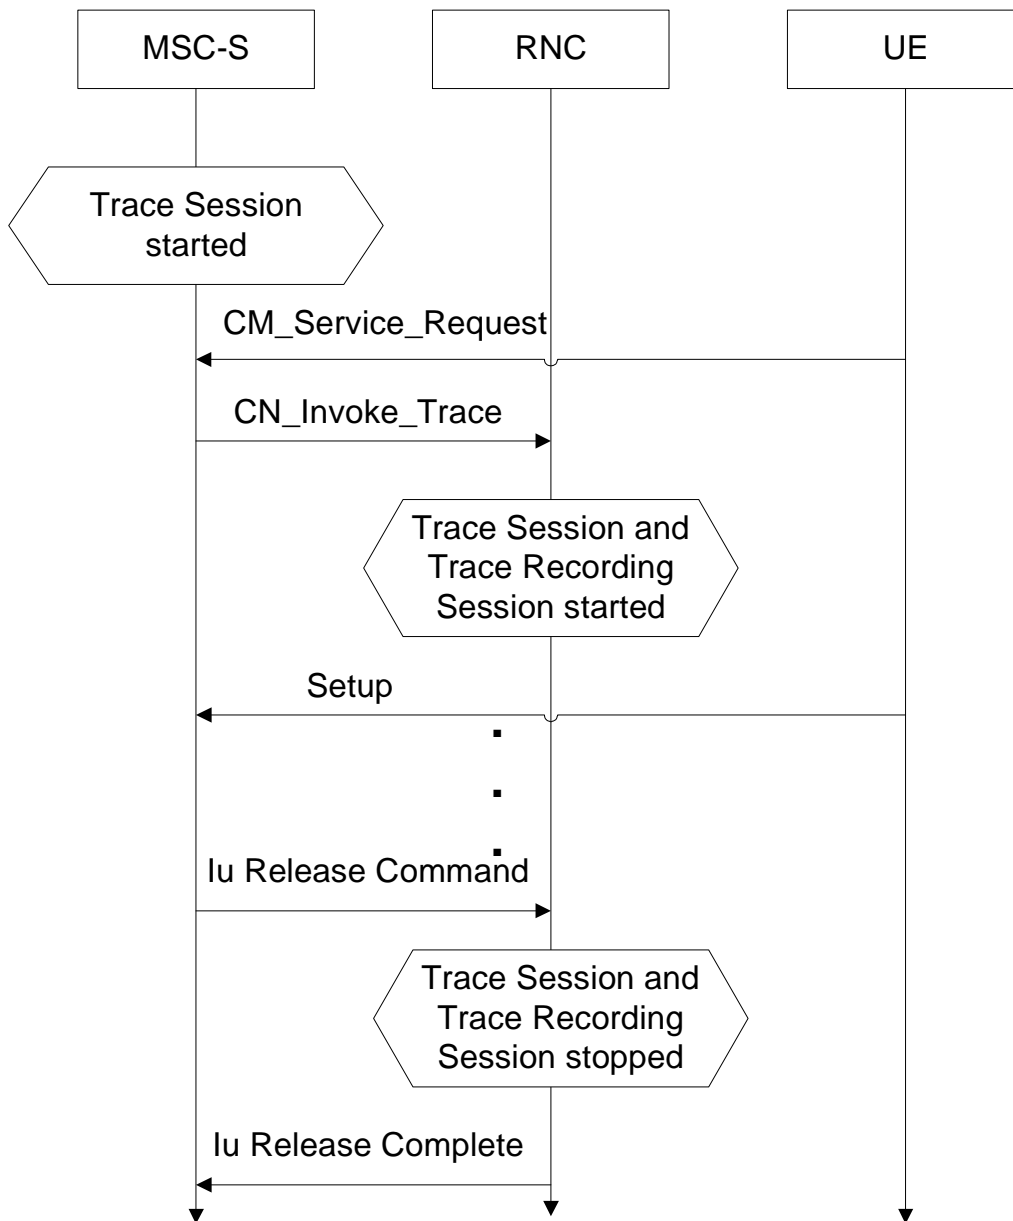 MSC-S
RNC
UE
Trace Session
started
CM_Service_Request
CN_Invoke_Trace
Trace Session and
Trace Recording
Session started
Setup
Iu Release Command
Trace Session and
Trace Recording
Session stopped
Iu Release Complete